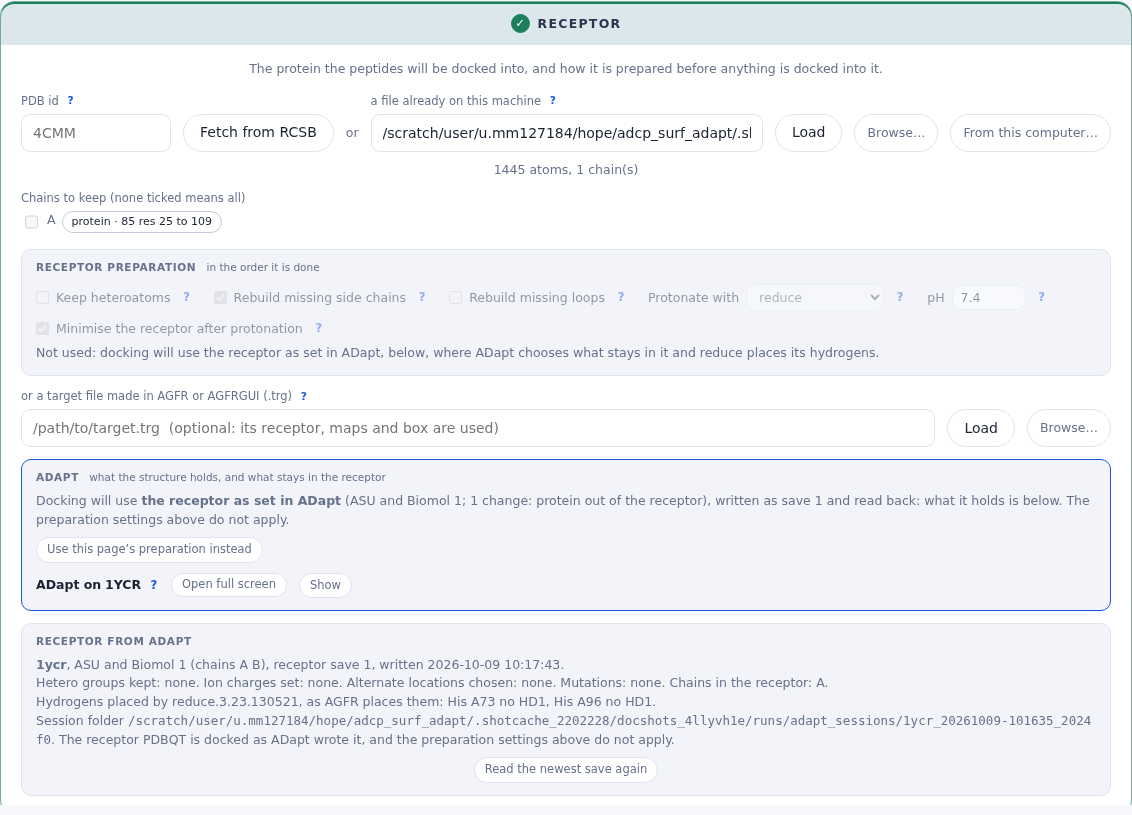 ✓ RECEPTOR
The protein the peptides will be docked into, and how it is prepared before anything is docked into it.
PDB id ? a file already on this machine ?
4CMM Fetch from RCSB or /scratch/user/u.mm127184/hope/adcp_surf_adapt/.sl Load Browse... From this computer...
1445 atoms, 1 chain(s)
Chains to keep (none ticked means all)
A protein · 85 res 25 to 109
RECEPTOR PREPARATION in the order it is done
Keep heteroatoms ? Rebuild missing side chains ? Rebuild missing loops ? Protonate with reduce ? pH 7.4 ?
Minimise the receptor after protonation ?
Not used: docking will use the receptor as set in ADapt, below, where ADapt chooses what stays in it and reduce places its hydrogens.
or a target file made in AGFR or AGFRGUI (.trg) ?
/path/to/target.trg (optional: its receptor, maps and box are used) Load Browse...
ADAPT what the structure holds, and what stays in the receptor
Docking will use the receptor as set in ADapt (ASU and Biomol 1; 1 change: protein out of the receptor), written as save 1 and read back: what it holds is below. The
preparation settings above do not apply.
Use this page's preparation instead
ADapt on 1YCR ? Open full screen Show
RECEPTOR FROM ADAPT
1ycr, ASU and Biomol 1 (chains A B), receptor save 1, written 2026-10-09 10:17:43.
Hetero groups kept: none. Ion charges set: none. Alternate locations chosen: none. Mutations: none. Chains in the receptor: A.
Hydrogens placed by reduce.3.23.130521, as AGFR places them: His A73 no HD1, His A96 no HD1.
Session folder /scratch/user/u.mm127184/hope/adcp_surf_adapt/.shotcache_2202228/docshots_4llyvh1e/runs/adapt_sessions/1ycr_20261009-101635_2024
f0. The receptor PDBQT is docked as ADapt wrote it, and the preparation settings above do not apply.
Read the newest save again